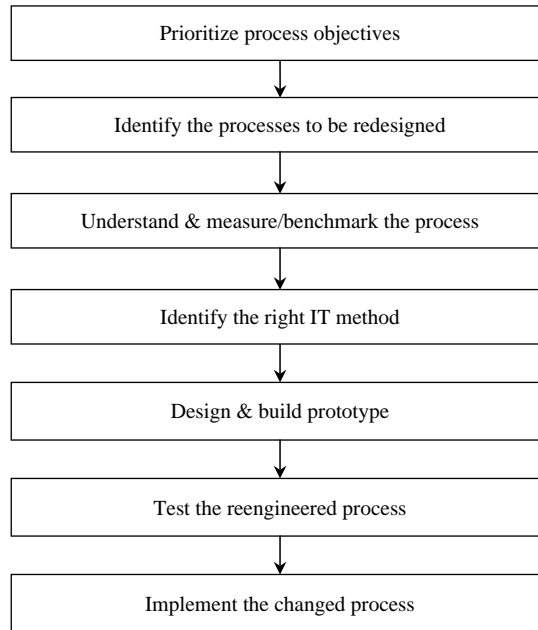 Prioritize process objectives
Identify the processes to be redesigned
Understand & measure/benchmark the process
Identify the right IT method
Design & build prototype
Test the reengineered process
Implement the changed process